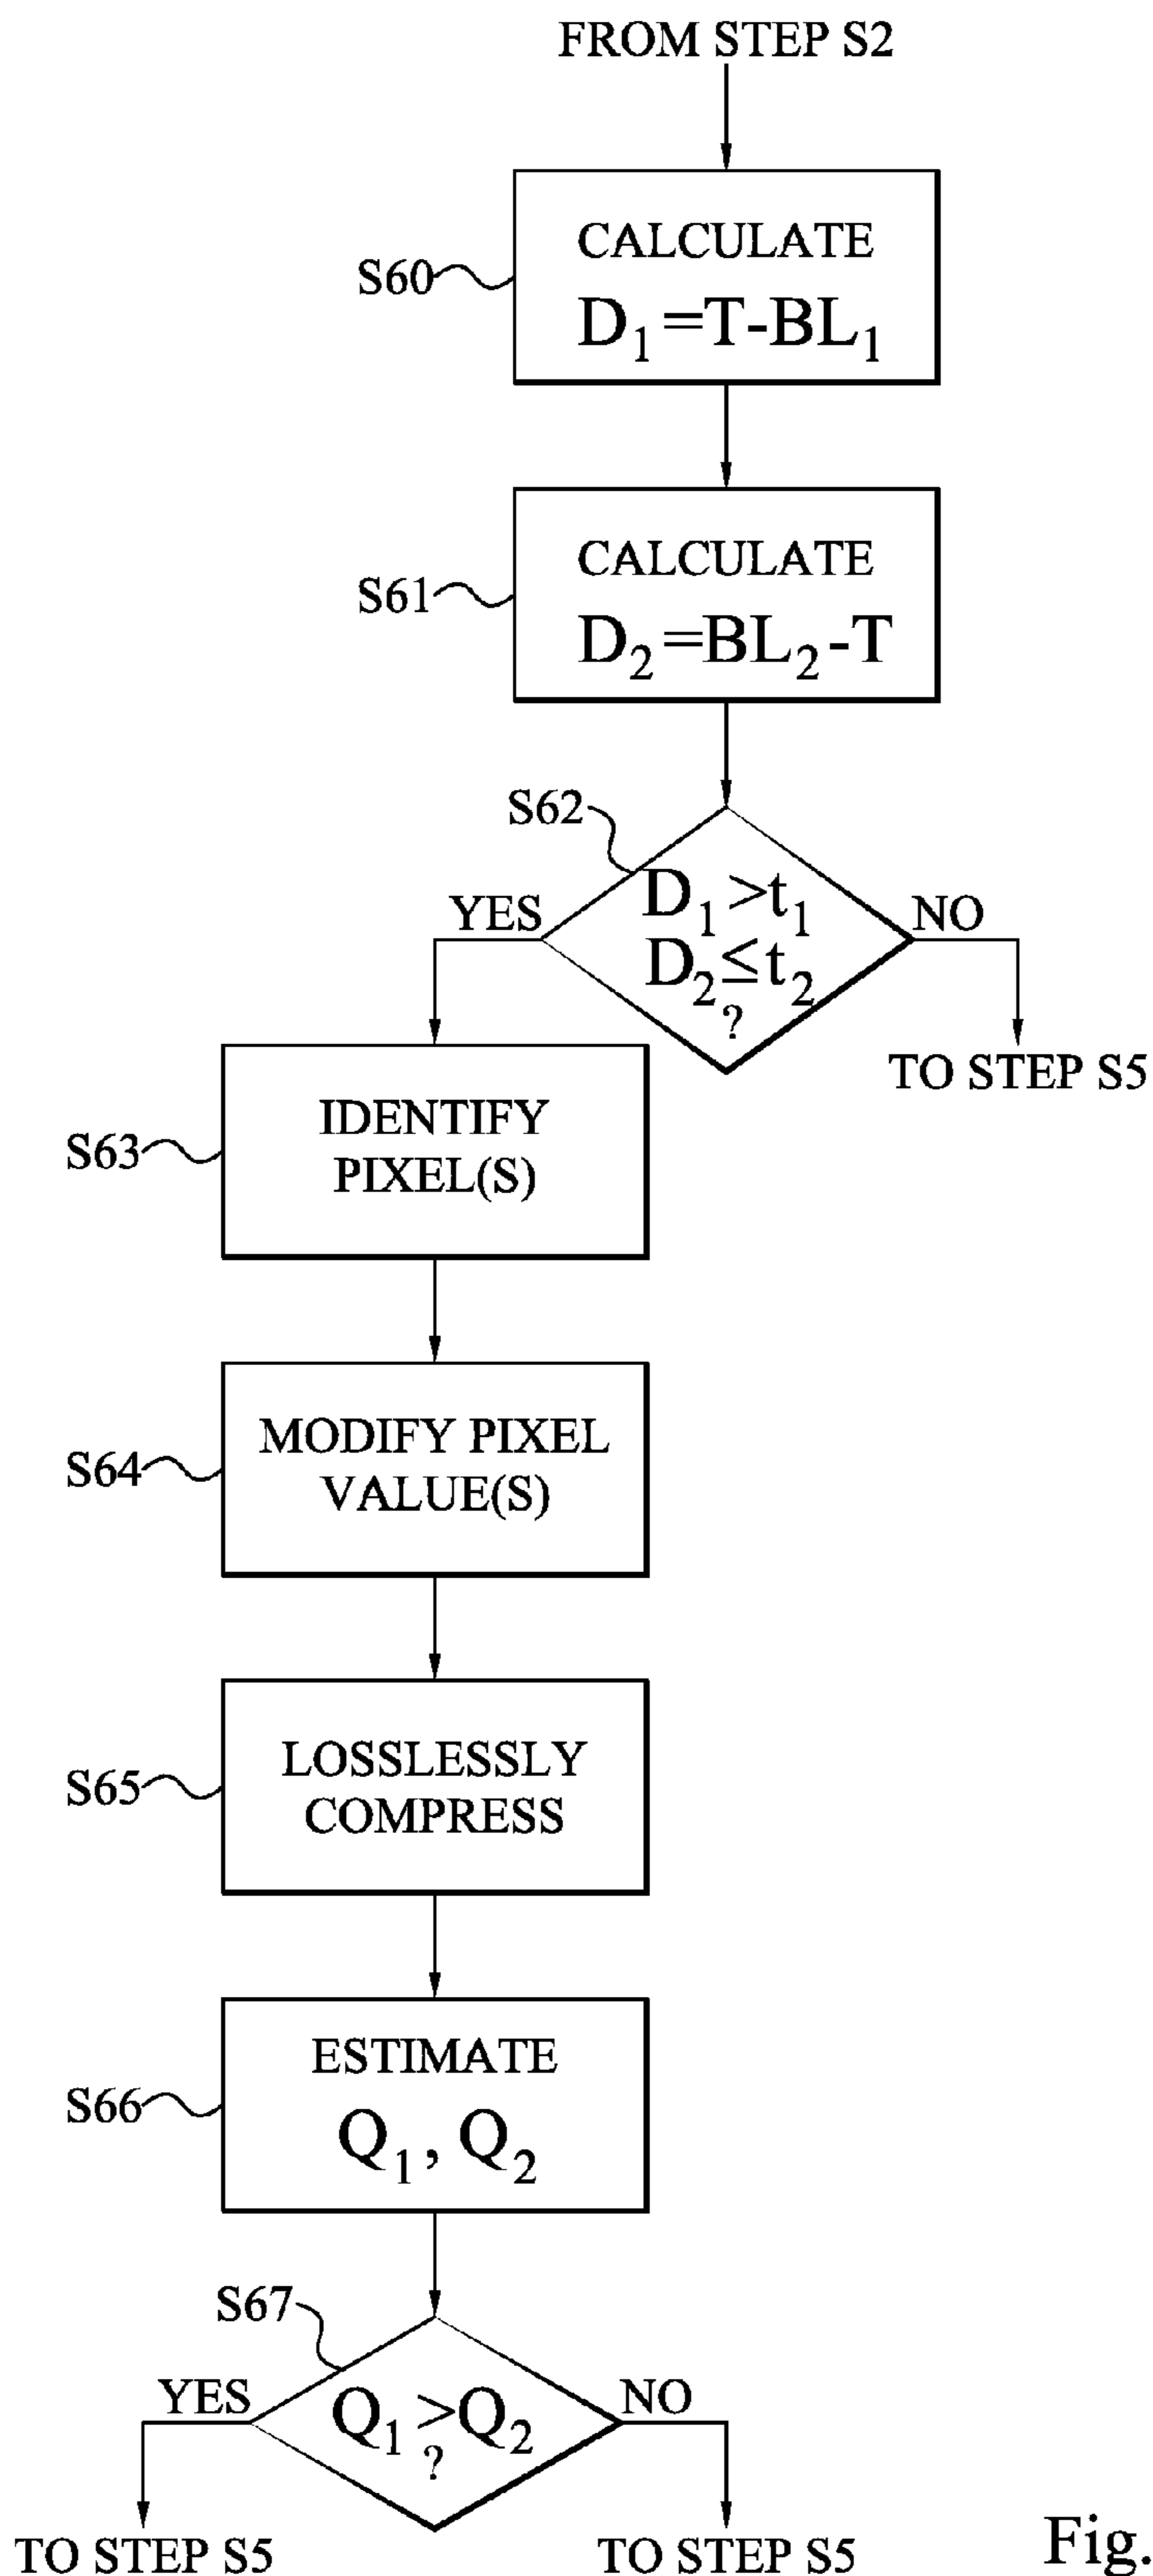 FROM STEP S2
CALCULATE
S60
D₁=T-BL₁
CALCULATE
S61
D₂=BL₂-T
S62
D₁>t₁
YES
NO
D₂≤t₂
?
TO STEP S5
IDENTIFY
S63
PIXEL(S)
MODIFY PIXEL
S64
VALUE(S)
LOSSLESSLY
S65
COMPRESS
ESTIMATE
S66
Q₁, Q₂
S67
YES
NO
Q₁>Q₂
?
TO STEP S5
TO STEP S5
Fig.